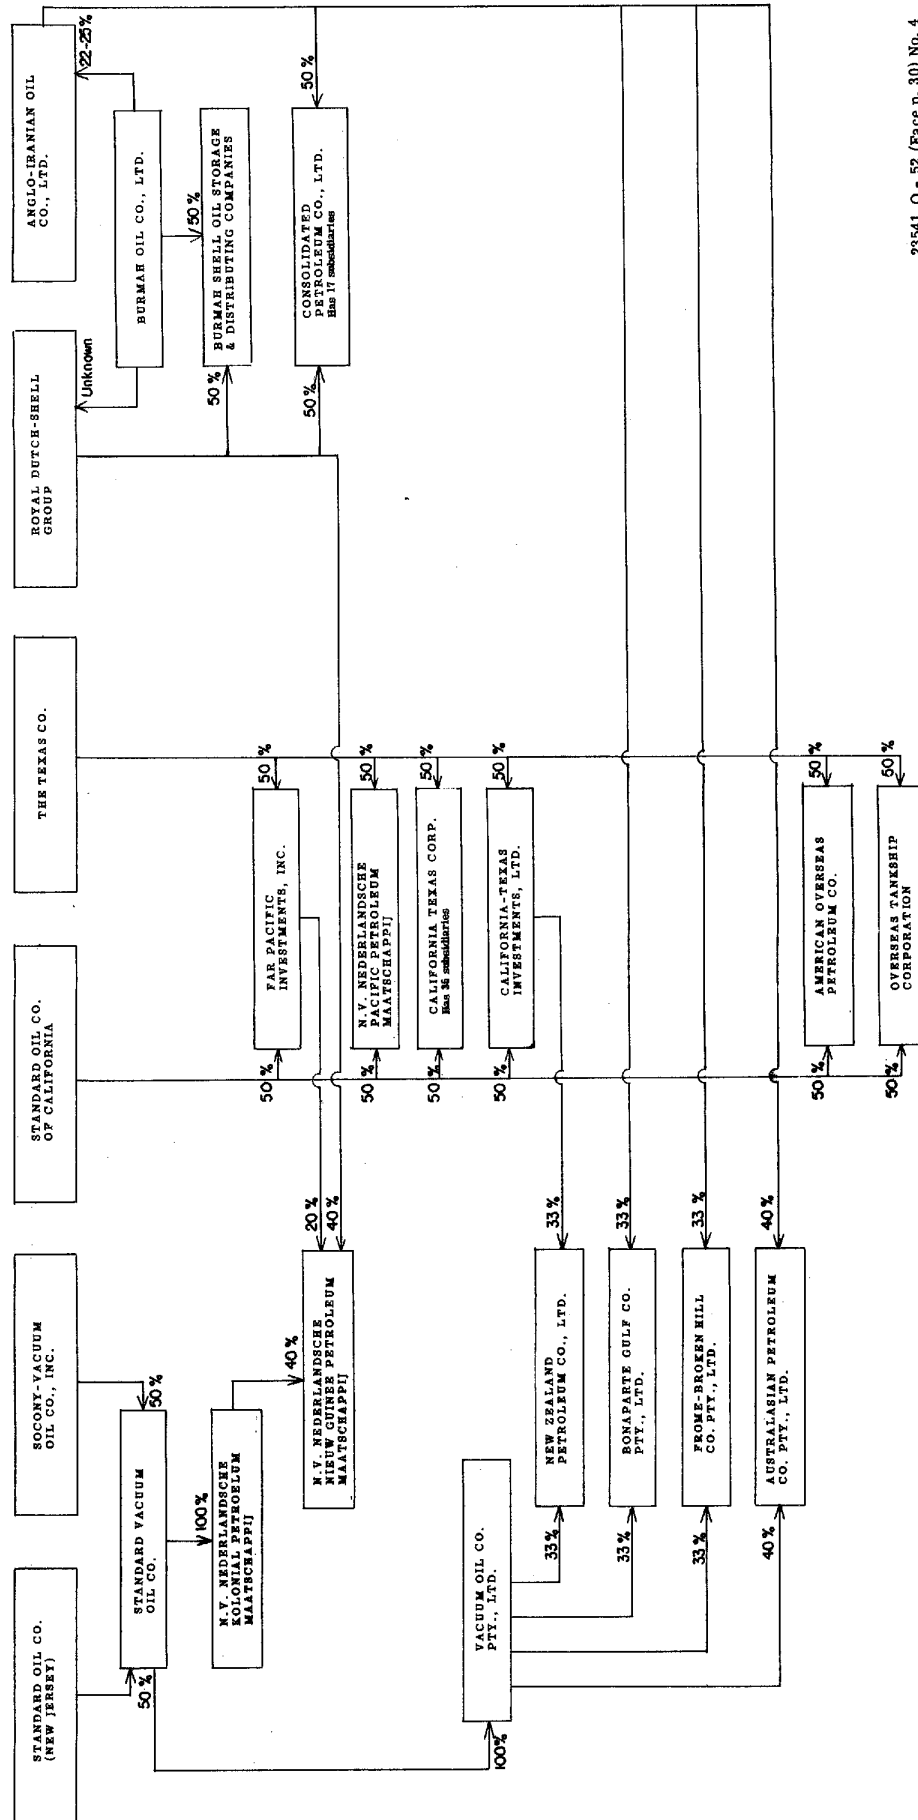 STANDARD OIL CO.
(NEW JERSEY)
SOCONY-VACUUM
OIL CO., INC.
STANDARD OIL CO.
OF CALIFORNIA
THE TEXAS CO.
ROYAL DUTCH-SHELL
GROUP
ANGLO-IRANIAN OIL
CO., LTD.
50%
50%
Unknown
22-25%
STANDARD VACUUM
OIL CO.
BURMAH OIL CO., LTD.
100%
50%
N.V. NEDERLANDSCHE
KOLONIAL PETROELUM
MAATSCHAPPIJ
50%
FAR PACIFIC
INVESTMENTS, INC.
50%
50%
BURMAH SHELL OIL STORAGE
& DISTRIBUTING COMPANIES
40%
20%
40%
N.V. NEDERLANDSCHE
NIEUW GUINEE PETROLEUM
MAATSCHAPPIJ
50%
N.V. NEDERLANDSCHE
PACIFIC PETROLEUM
MAATSCHAPPIJ
50%
50%
CONSOLIDATED
PETROLEUM CO., LTD.
Has 17 subsidiaries
50%
50%
CALIFORNIA TEXAS CORP.
Has 36 subsidiaries
50%
100%
VACUUM OIL CO.
PTY., LTD.
50%
CALIFORNIA-TEXAS
INVESTMENTS, LTD.
50%
33%
NEW ZEALAND
PETROLEUM CO., LTD.
33%
33%
BONAPARTE GULF CO.
PTY., LTD.
33%
33%
FROME-BROKEN HILL
CO. PTY., LTD.
33%
40%
AUSTRALASIAN PETROLEUM
CO. PTY., LTD.
40%
50%
AMERICAN OVERSEAS
PETROLEUM CO.
50%
50%
OVERSEAS TANKSHIP
CORPORATION
50%
23541 O - 52 (Face p. 30) No. 4